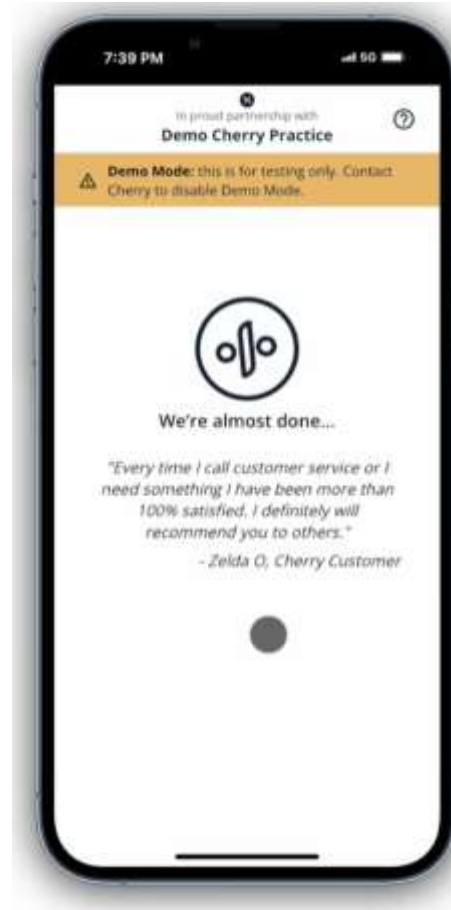 7:39 PM
5G
In proud partnership with
Demo Cherry Practice
Demo Mode: this is for testing only. Contact
Cherry to disable Demo Mode.
We're almost done...
"Every time I call customer service or I
need something I have been more than
100% satisfied. I definitely will
recommend you to others."
- Zelda O, Cherry Customer